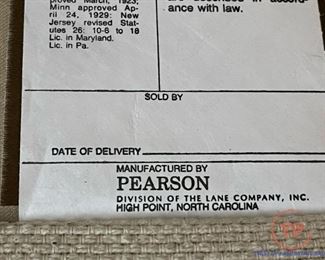 proved March, 1923;
Minn approved Ap-
ril 24, 1929: New
Jersey revised Stat-
utes 26: 10-6 to 18
Lic. in Maryland.
Lic. in Pa.
ance with law.
SOLD BY
DATE OF DELIVERY
MANUFACTURED BY
PEARSON
DIVISION OF THE LANE COMPANY, INC.
HIGH POINT, NORTH CAROLINA